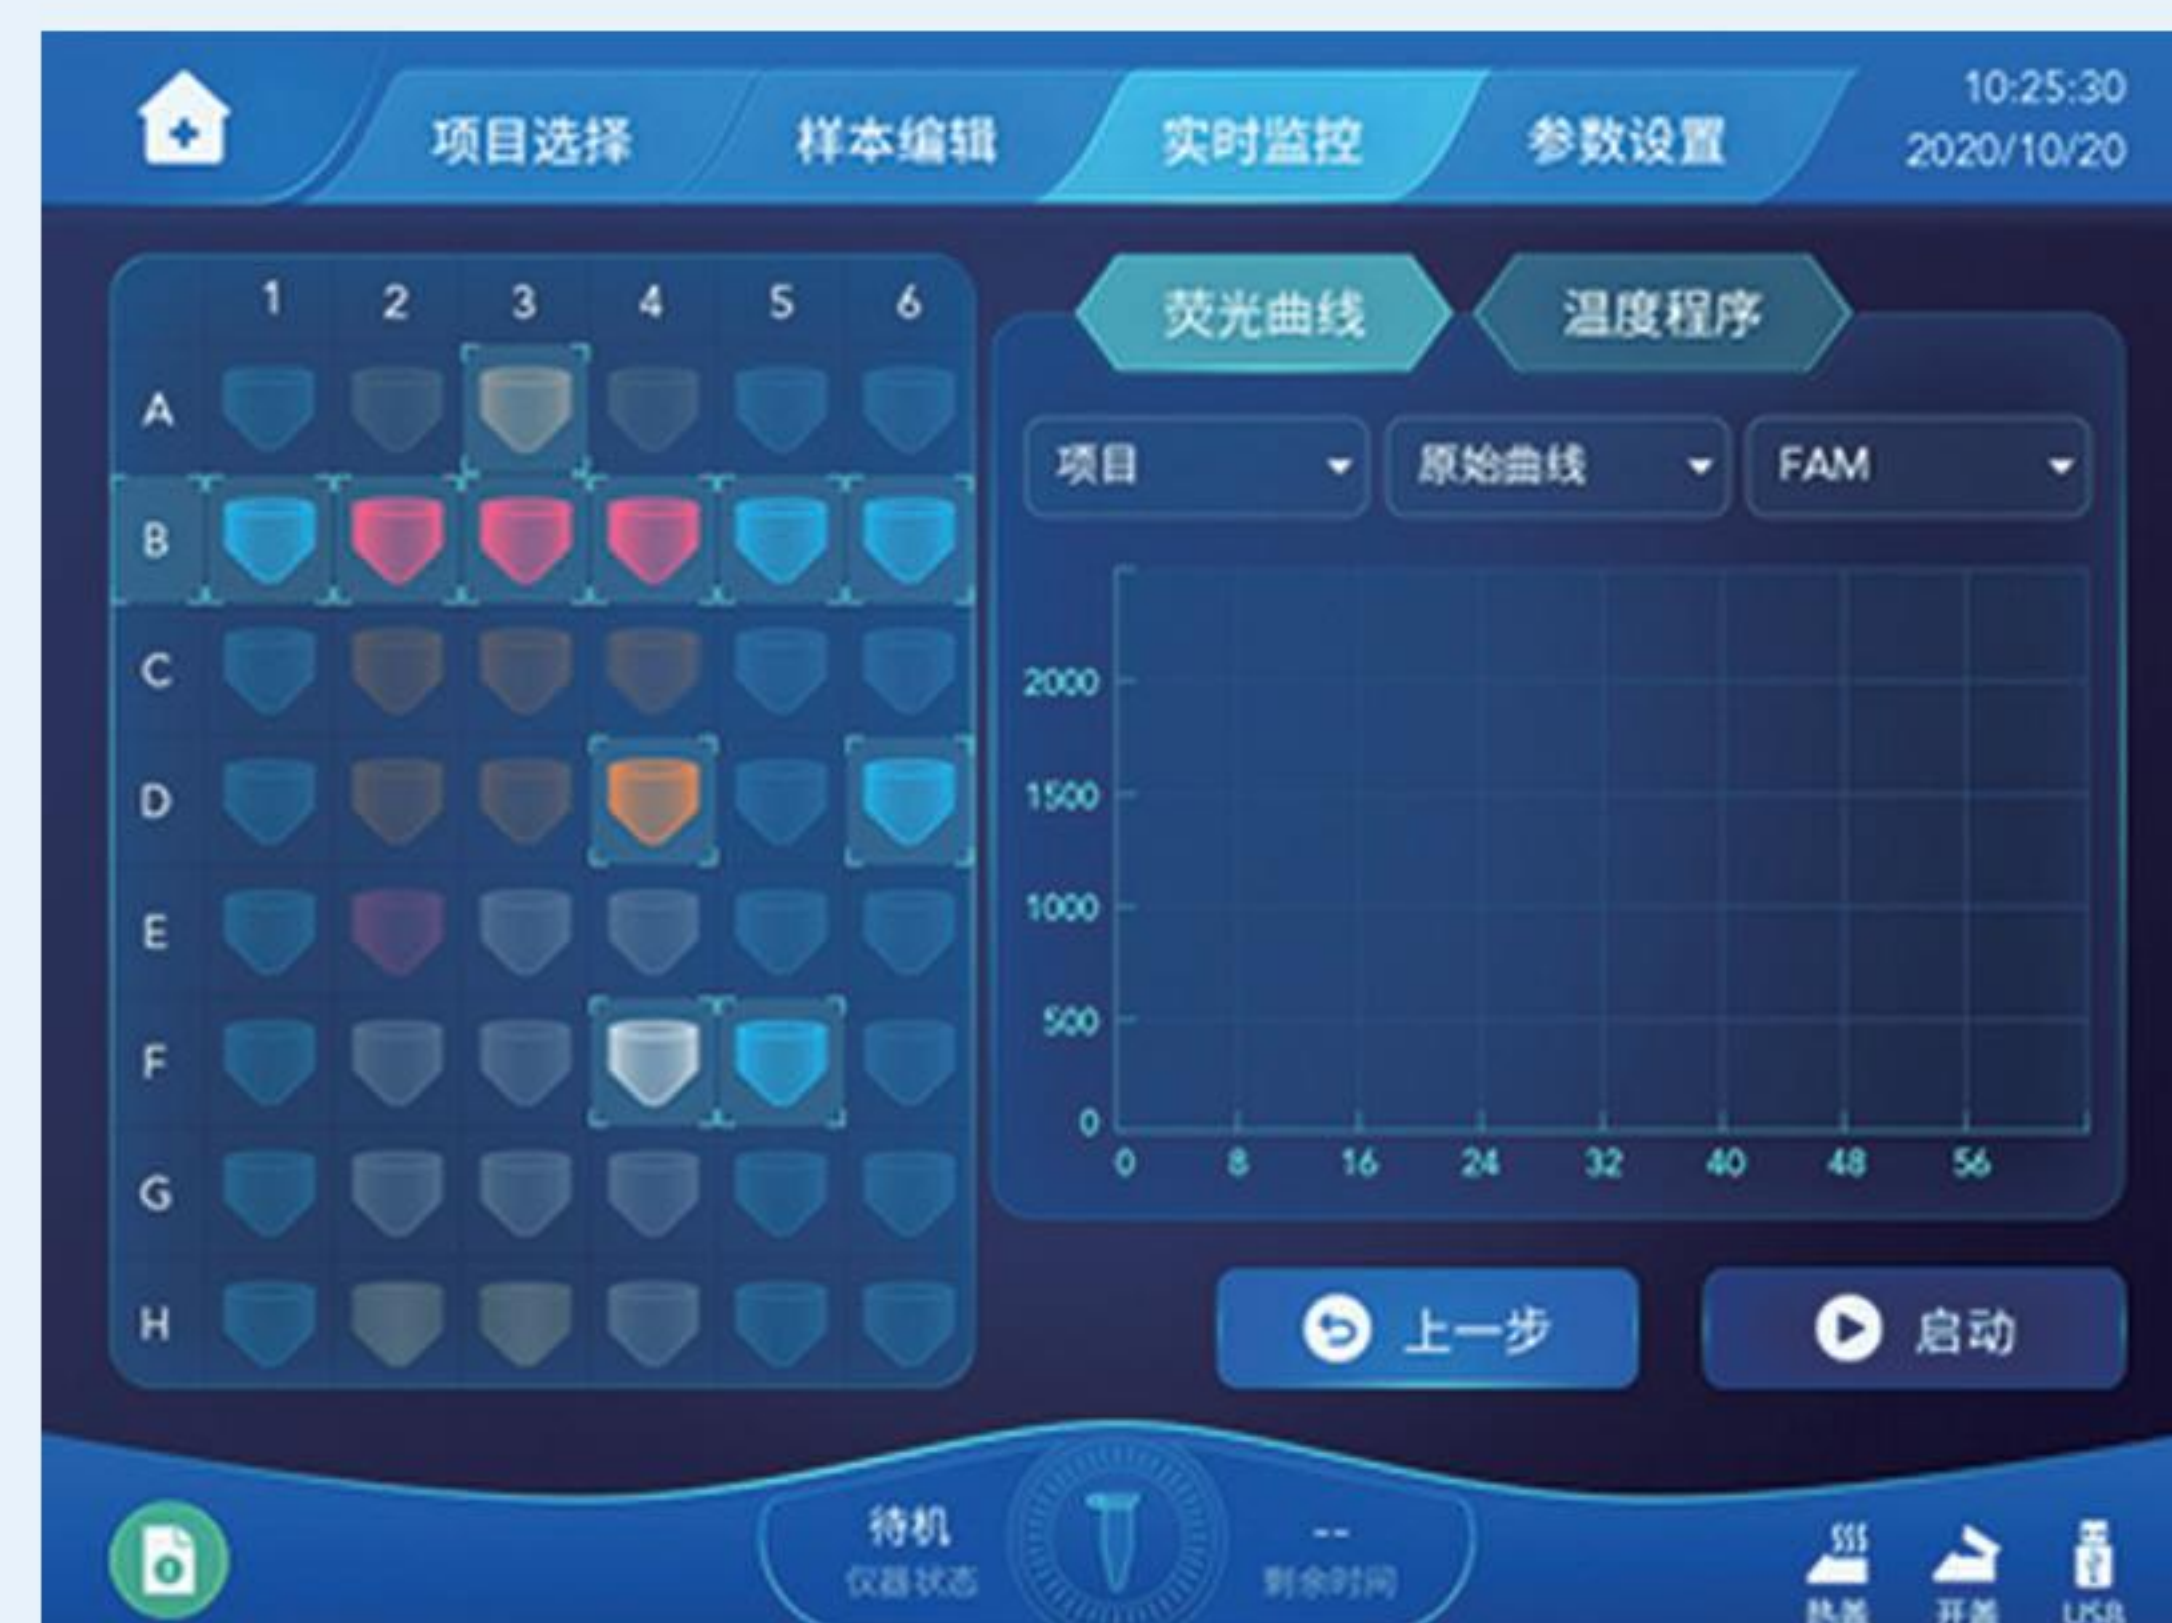 项目选择 样本编辑 实时监控 参数设置
10:25:30
2020/10/20
1 2 3 4 5 6
A
B
C
D
E
F
G
H
荧光曲线 温度程序
项目 原始曲线 FAM
2000
1500
1000
500
0
0 8 16 24 32 40 48 56
上一步 启动
待机
仪器状态
--
剩余时间
热盖 开盖 USB